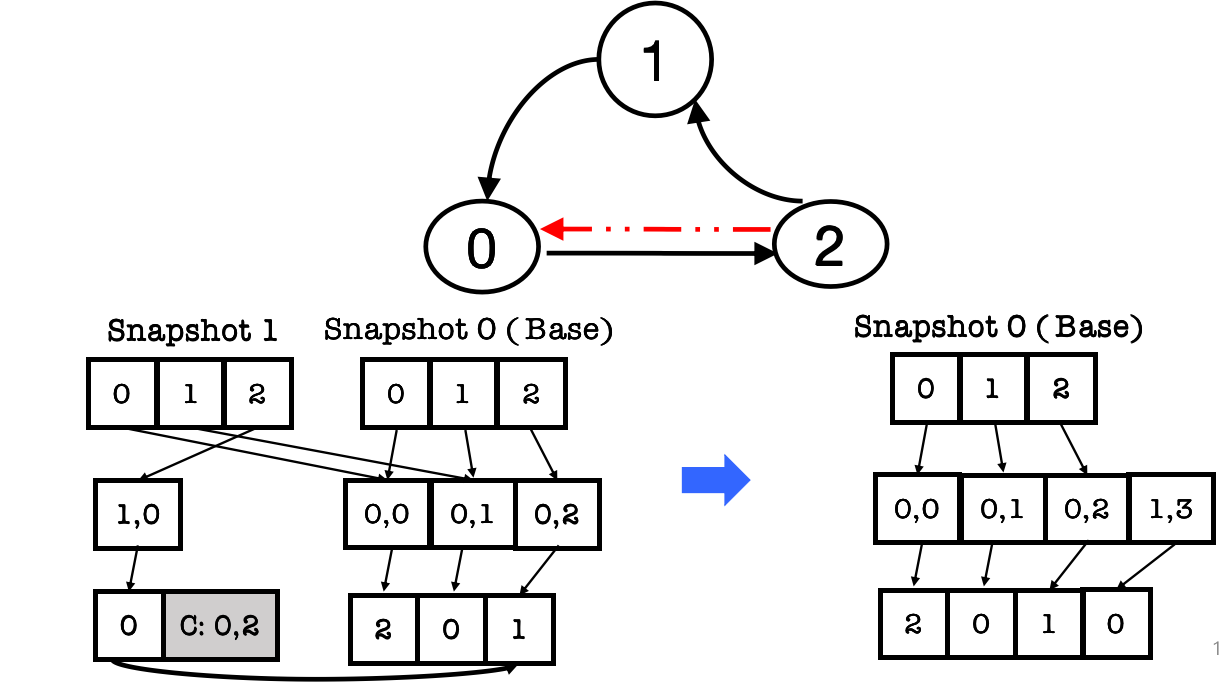 1
0
2
Snapshot 1
0 1 2
1,0
0 C: 0,2
Snapshot 0 (Base)
0 1 2
0,0 0,1 0,2
2 0 1
Snapshot 0 (Base)
0 1 2
0,0 0,1 0,2 1,3
2 0 1 0
1